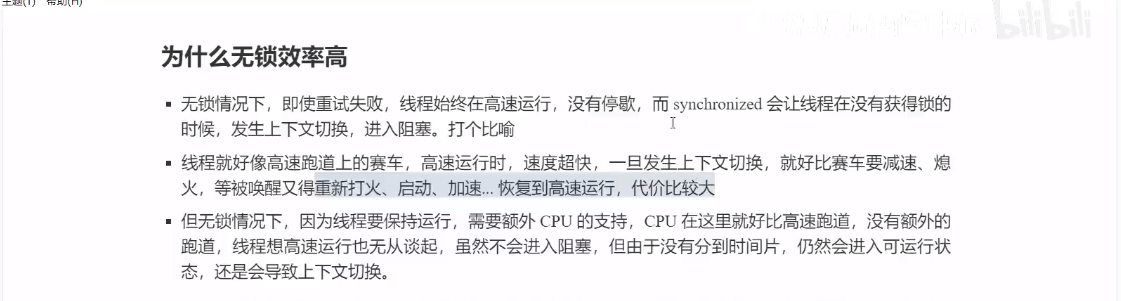 主题(T) 帮助(H)
bilibili
为什么无锁效率高
▪ 无锁情况下，即使重试失败，线程始终在高速运行，没有停歇，而 synchronized 会让线程在没有获得锁的
时候，发生上下文切换，进入阻塞。打个比喻
▪ 线程就好像高速跑道上的赛车，高速运行时，速度超快，一旦发生上下文切换，就好比赛车要减速、熄
火，等被唤醒又得重新打火、启动、加速... 恢复到高速运行，代价比较大
▪ 但无锁情况下，因为线程要保持运行，需要额外 CPU 的支持，CPU 在这里就好比高速跑道，没有额外的
跑道，线程想高速运行也无从谈起，虽然不会进入阻塞，但由于没有分到时间片，仍然会进入可运行状
态，还是会导致上下文切换。